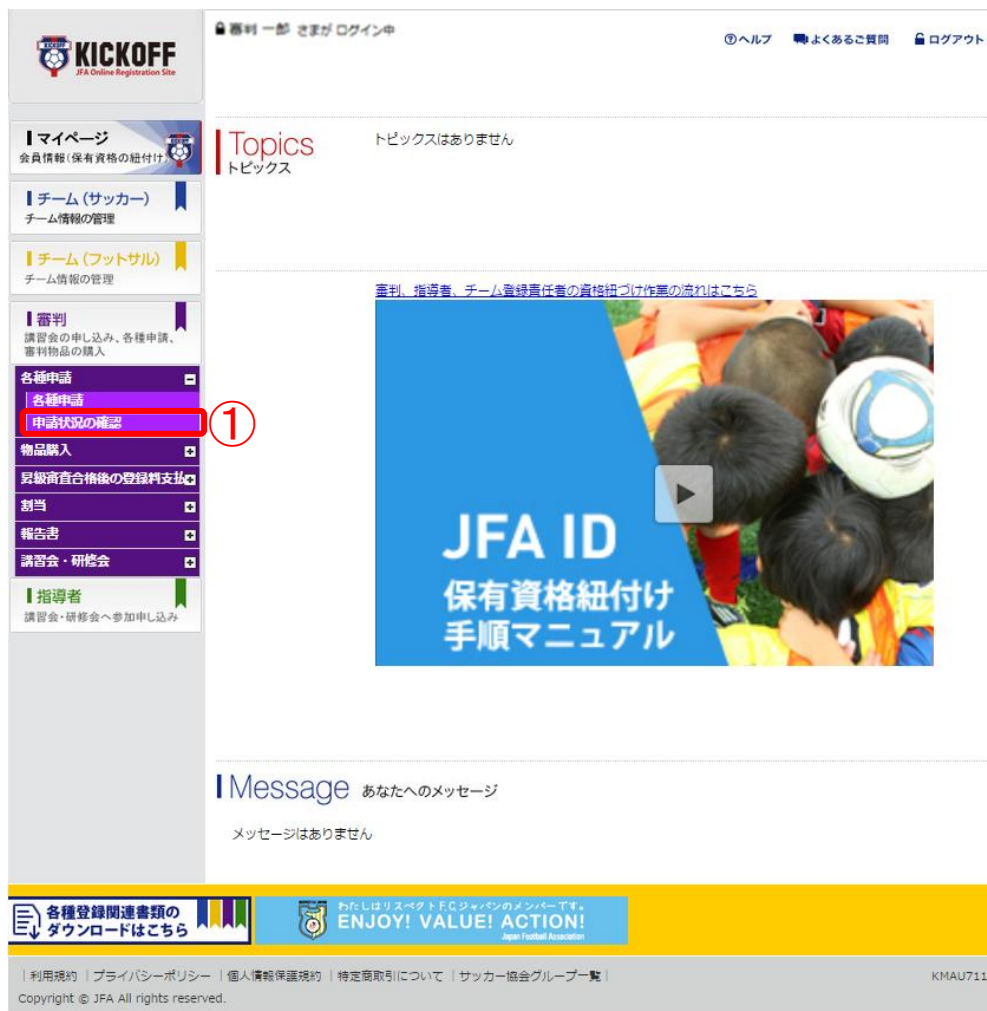 KICKOFF
JFA Online Registration Site
審判 一郎 さまが ログイン中
ヘルプ
よくあるご質問
ログアウト
マイページ
会員情報(保有資格の紐付け)
チーム (サッカー)
チーム情報の管理
チーム (フットサル)
チーム情報の管理
審判
講習会の申し込み、各種申請、
審判物品の購入
各種申請
各種申請
申請状況の確認
①
物品購入
昇級審査合格後の登録料支払
割当
報告書
講習会・研修会
指導者
講習会・研修会へ参加申し込み
Topics
トピックス
トピックスはありません
審判、指導者、チーム登録責任者の資格紐づけ作業の流れはこちら
JFA ID
保有資格紐付け
手順マニュアル
Message あなたへのメッセージ
メッセージはありません
各種登録関連書類の
ダウンロードはこちら
わたしはリスペクトF.C.ジャパンのメンバーです。
ENJOY! VALUE! ACTION!
Japan Football Association
| 利用規約 | プライバシーポリシー | 個人情報保護規約 | 特定商取引について | サッカー協会グループ一覧 |
KMAU711
Copyright © JFA All rights reserved.